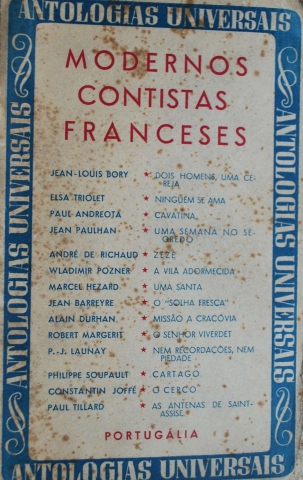 ANTOLOGIAS UNIVERSAIS
ANTOLOGIAS UNIVERSAIS
ANTOLOGIAS UNIVERSAIS
MODERNOS
CONTISTAS
FRANCESES
JEAN-LOUIS BORY ★ DOIS HOMENS, UMA CE-
REJA
ELSA TRIOLET ★ NINGUÉM SE AMA
PAUL ANDREOTA ★ CAVATINA
JEAN PAULHAN ★ UMA SEMANA NO SE-
GREDO
ANDRÉ DE RICHAUD ★ ZÉZÉ
WLADIMIR POZNER ★ A VILA ADORMECIDA
MARCEL HEZARD ★ UMA SANTA
JEAN BARREYRE ★ O "SOLHA FRESCA"
ALAIN DURHAN ★ MISSÃO A CRACÓVIA
ROBERT MARGERIT ★ O SENHOR VIVERDET
P.-J. LAUNAY ★ NEM RECORDAÇÕES, NEM
PIEDADE
PHILIPPE SOUPAULT ★ CARTAGO
CONSTANTIN JOFFÉ ★ O CERCO
PAUL TILLARD ★ AS ANTENAS DE SAINT-
ASSISE
PORTUGÁLIA
ANTOLOGIAS UNIVERSAIS